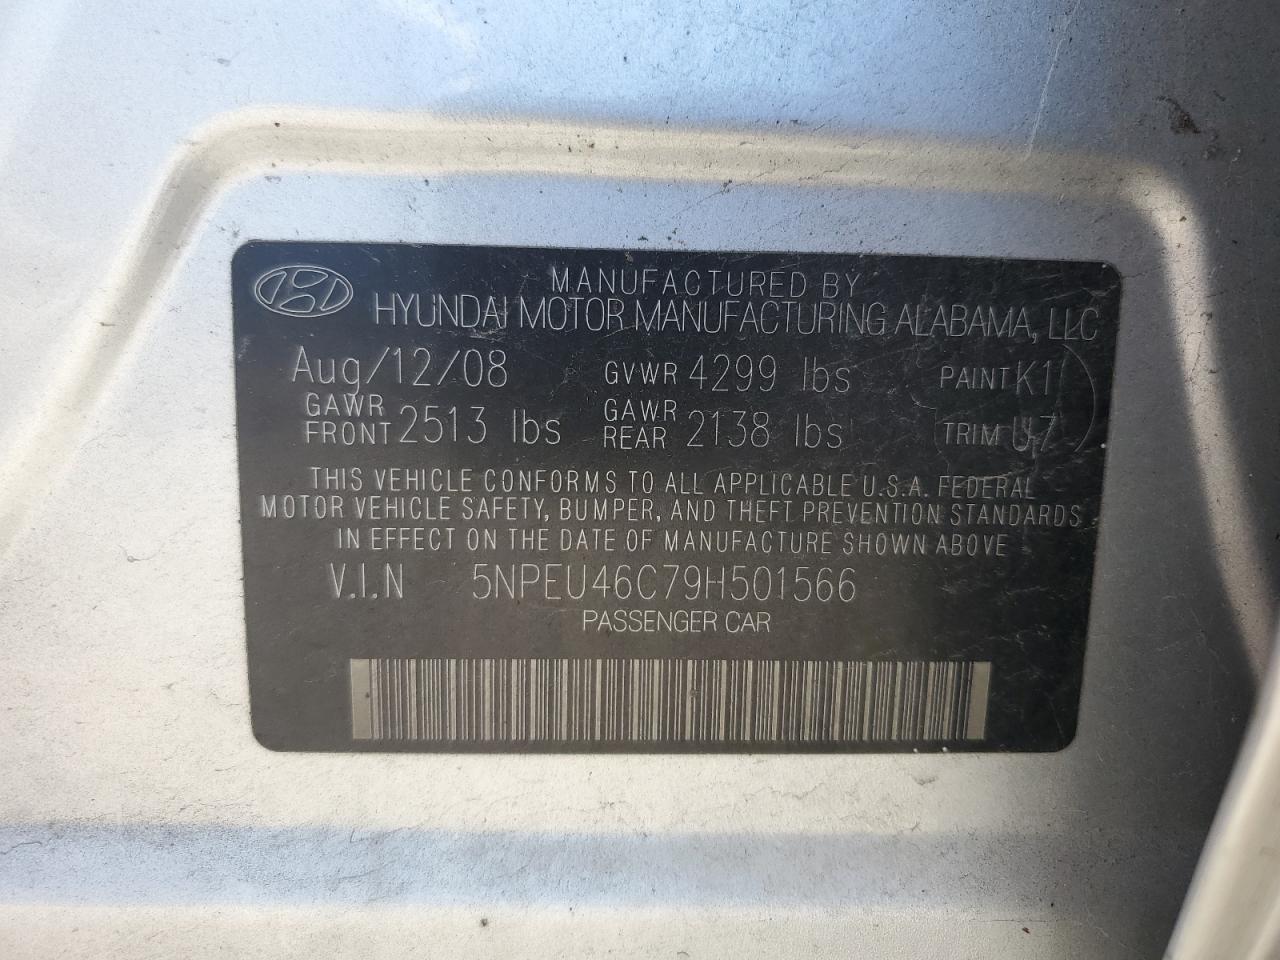 MANUFACTURED BY
HYUNDAI MOTOR MANUFACTURING ALABAMA, LLC
Aug/12/08 GVWR 4299 lbs PAINT K1
GAWR FRONT 2513 lbs GAWR REAR 2138 lbs TRIM U7
THIS VEHICLE CONFORMS TO ALL APPLICABLE U.S.A. FEDERAL
MOTOR VEHICLE SAFETY, BUMPER, AND THEFT PREVENTION STANDARDS
IN EFFECT ON THE DATE OF MANUFACTURE SHOWN ABOVE
V.I.N 5NPEU46C79H501566
PASSENGER CAR